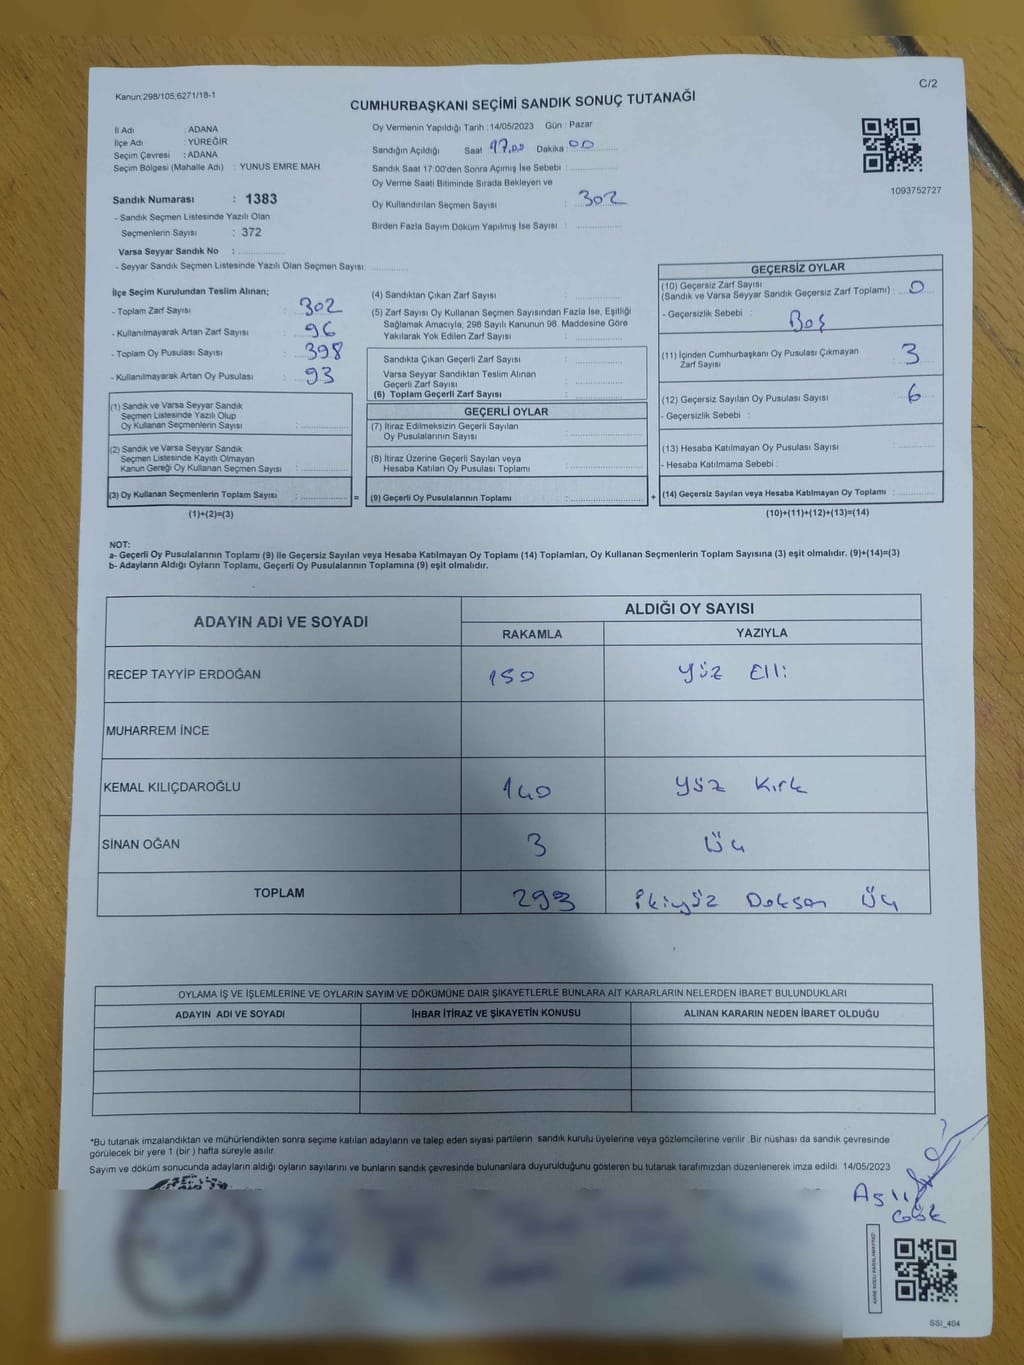 Kanun;298/105,6271/18-1
C/2
CUMHURBAŞKANI SEÇİMİ SANDIK SONUÇ TUTANAĞI
İl Adı : ADANA
İlçe Adı : YÜREĞİR
Seçim Çevresi : ADANA
Seçim Bölgesi (Mahalle Adı) : YUNUS EMRE MAH
Oy Vermenin Yapıldığı Tarih : 14/05/2023 Gün : Pazar
Sandığın Açıldığı Saat : 17.00 Dakika : 00
Sandık Saat 17:00'den Sonra Açımış İse Sebebi :
Oy Verme Saati Bitiminde Sırada Bekleyen ve
Oy Kullandırılan Seçmen Sayısı : 302
Birden Fazla Sayım Döküm Yapılmış İse Sayısı :
1093752727
Sandık Numarası : 1383
- Sandık Seçmen Listesinde Yazılı Olan
Seçmenlerin Sayısı : 372
Varsa Seyyar Sandık No :
- Seyyar Sandık Seçmen Listesinde Yazılı Olan Seçmen Sayısı:
İlçe Seçim Kurulundan Teslim Alınan;
- Toplam Zarf Sayısı : 302
- Kullanılmayarak Artan Zarf Sayısı : 96
- Toplam Oy Pusulası Sayısı : 398
- Kullanılmayarak Artan Oy Pusulası : 93
(1) Sandık ve Varsa Seyyar Sandık
Seçmen Listesinde Yazılı Olup
Oy Kullanan Seçmenlerin Sayısı :
(2) Sandık ve Varsa Seyyar Sandık
Seçmen Listesinde Kayıtlı Olmayan
Kanun Gereği Oy Kullanan Seçmen Sayısı :
(3) Oy Kullanan Seçmenlerin Toplam Sayısı : =
(1)+(2)=(3)
(4) Sandıktan Çıkan Zarf Sayısı :
(5) Zarf Sayısı Oy Kullanan Seçmen Sayısından Fazla İse, Eşitliği
Sağlamak Amacıyla, 298 Sayılı Kanunun 98. Maddesine Göre
Yakılarak Yok Edilen Zarf Sayısı :
Sandıkta Çıkan Geçerli Zarf Sayısı :
Varsa Seyyar Sandıktan Teslim Alınan
Geçerli Zarf Sayısı :
(6) Toplam Geçerli Zarf Sayısı :
GEÇERLİ OYLAR
(7) İtiraz Edilmeksizin Geçerli Sayılan
Oy Pusulalarının Sayısı :
(8) İtiraz Üzerine Geçerli Sayılan veya
Hesaba Katılan Oy Pusulası Toplamı :
(9) Geçerli Oy Pusulalarının Toplamı : +
GEÇERSİZ OYLAR
(10) Geçersiz Zarf Sayısı
(Sandık ve Varsa Seyyar Sandık Geçersiz Zarf Toplamı) : 0
- Geçersizlik Sebebi : Boş
(11) İçinden Cumhurbaşkanı Oy Pusulası Çıkmayan
Zarf Sayısı : 3
(12) Geçersiz Sayılan Oy Pusulası Sayısı : 6
- Geçersizlik Sebebi :
(13) Hesaba Katılmayan Oy Pusulası Sayısı :
- Hesaba Katılmama Sebebi :
(14) Geçersiz Sayılan veya Hesaba Katılmayan Oy Toplamı :
(10)+(11)+(12)+(13)=(14)
NOT:
a- Geçerli Oy Pusulalarının Toplamı (9) ile Geçersiz Sayılan veya Hesaba Katılmayan Oy Toplamı (14) Toplamları, Oy Kullanan Seçmenlerin Toplam Sayısına (3) eşit olmalıdır. (9)+(14)=(3)
b- Adayların Aldığı Oyların Toplamı, Geçerli Oy Pusulalarının Toplamına (9) eşit olmalıdır.
ADAYIN ADI VE SOYADI
ALDIĞI OY SAYISI
RAKAMLA YAZIYLA
RECEP TAYYİP ERDOĞAN 150 Yüz Elli
MUHARREM İNCE
KEMAL KILIÇDAROĞLU 140 Yüz Kırk
SİNAN OĞAN 3 Üç
TOPLAM 293 İkiyüz Doksan Üç
OYLAMA İŞ VE İŞLEMLERİNE VE OYLARIN SAYIM VE DÖKÜMÜNE DAİR ŞİKAYETLERLE BUNLARA AİT KARARLARIN NELERDEN İBARET BULUNDUKLARI
ADAYIN ADI VE SOYADI İHBAR İTİRAZ VE ŞİKAYETİN KONUSU ALINAN KARARIN NEDEN İBARET OLDUĞU
*Bu tutanak imzalandıktan ve mühürlendikten sonra seçime katılan adayların ve talep eden siyasi partilerin sandık kurulu üyelerine veya gözlemcilerine verilir .Bir nüshası da sandık çevresinde
görülecek bir yere 1 (bir ) hafta süreyle asılır.
Sayım ve döküm sonucunda adayların aldığı oyların sayılarını ve bunların sandık çevresinde bulunanlara duyurulduğunu gösteren bu tutanak tarafımızdan düzenlenerek imza edildi. 14/05/2023
SSI_404